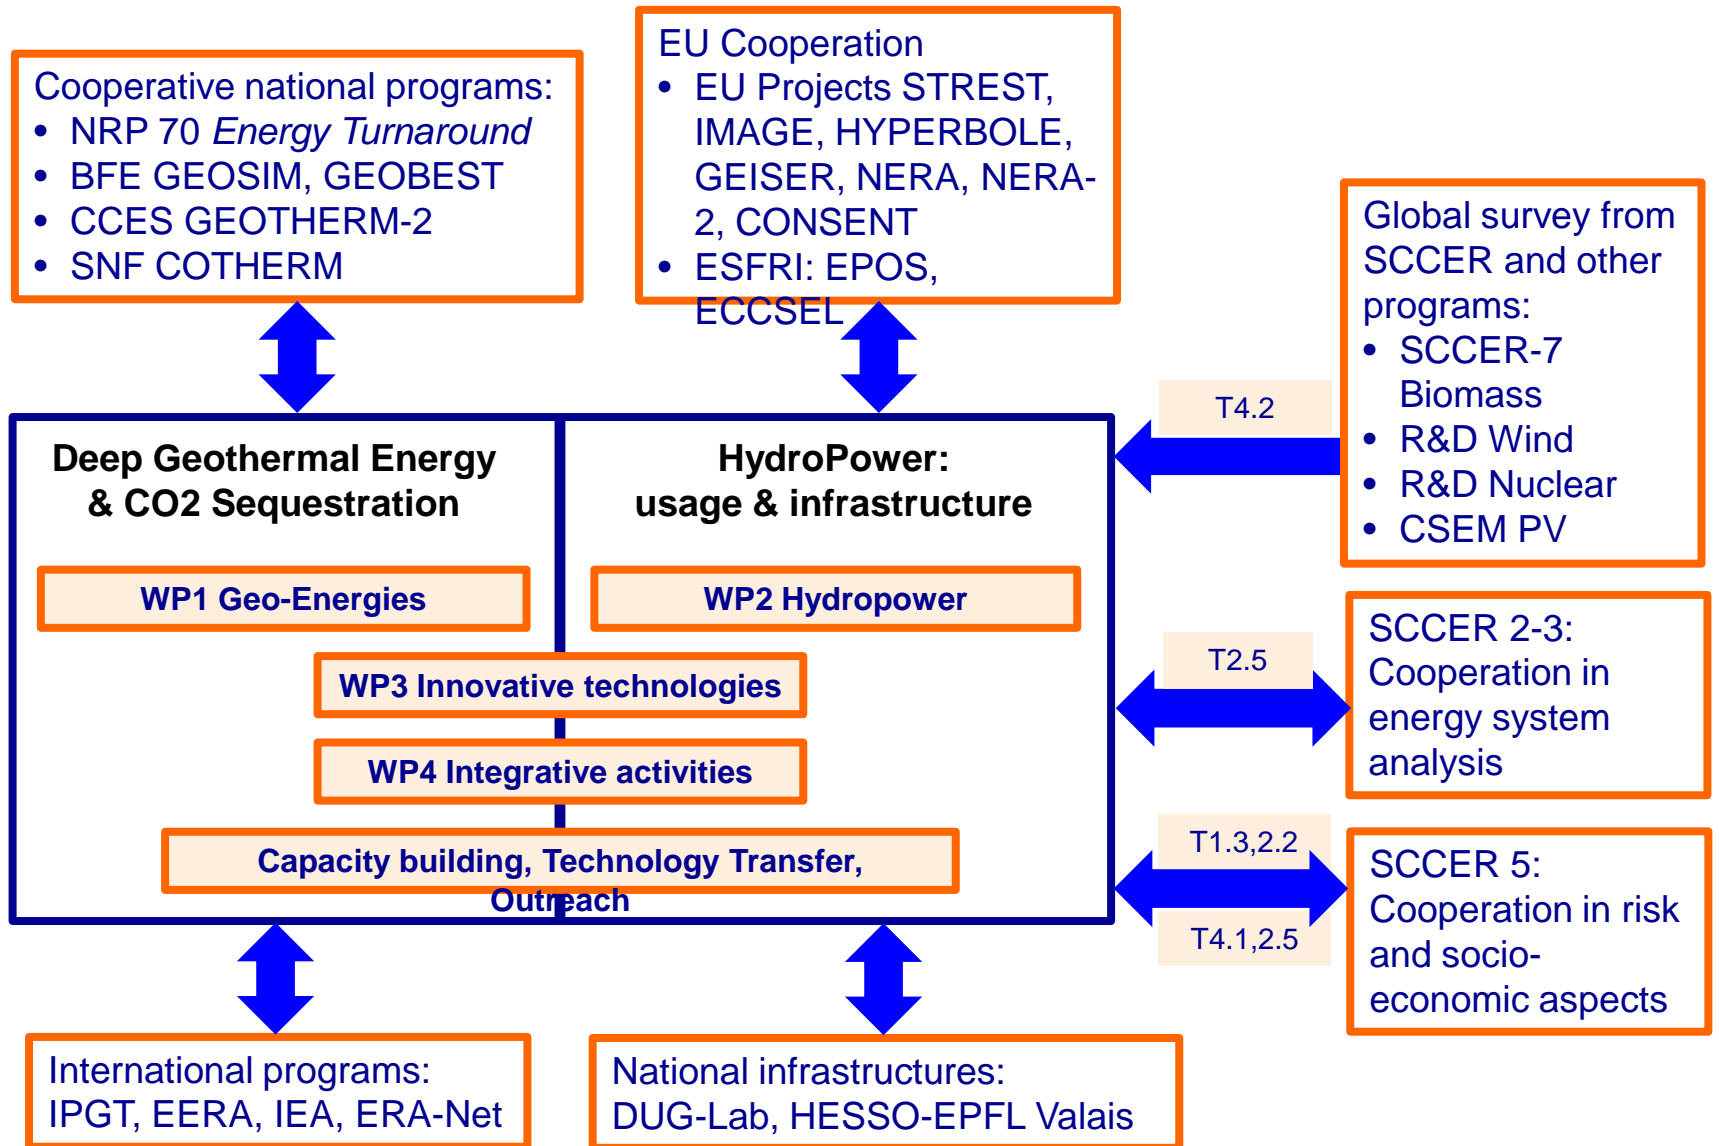 Cooperative national programs:
• NRP 70 Energy Turnaround
• BFE GEOSIM, GEOBEST
• CCES GEOTHERM-2
• SNF COTHERM
EU Cooperation
• EU Projects STREST,
IMAGE, HYPERBOLE,
GEISER, NERA, NERA-
2, CONSENT
• ESFRI: EPOS,
ECCSEL
Global survey from
SCCER and other
programs:
• SCCER-7
Biomass
• R&D Wind
• R&D Nuclear
• CSEM PV
T4.2
Deep Geothermal Energy
& CO2 Sequestration
HydroPower:
usage & infrastructure
WP1 Geo-Energies
WP2 Hydropower
WP3 Innovative technologies
WP4 Integrative activities
Capacity building, Technology Transfer,
Outreach
T2.5
SCCER 2-3:
Cooperation in
energy system
analysis
T1.3,2.2
T4.1,2.5
SCCER 5:
Cooperation in risk
and socio-
economic aspects
International programs:
IPGT, EERA, IEA, ERA-Net
National infrastructures:
DUG-Lab, HESSO-EPFL Valais